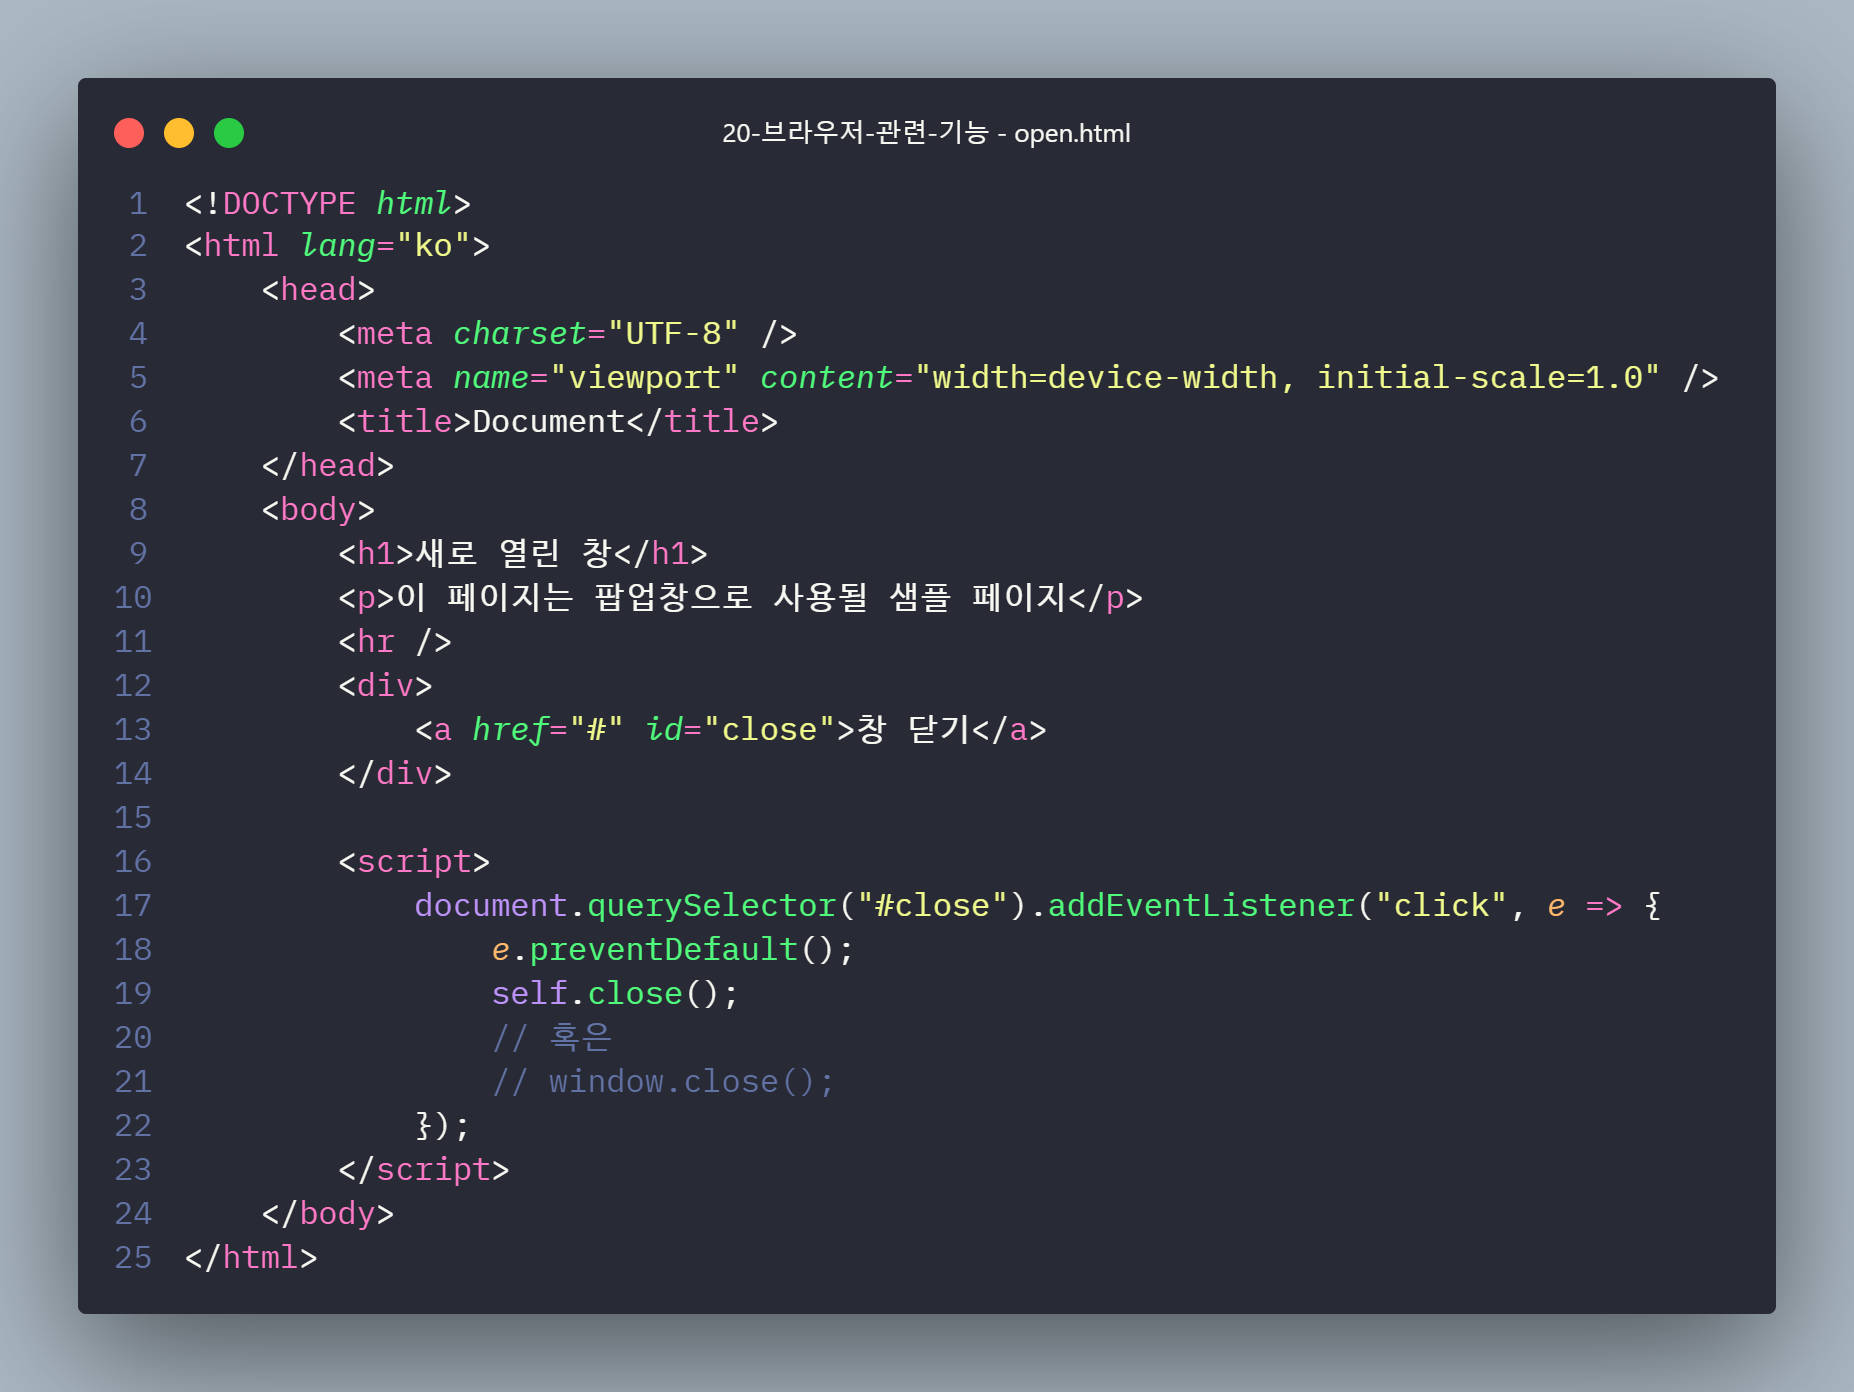 20-브라우저-관련-기능 - open.html
1 <!DOCTYPE html>
2 <html lang="ko">
3     <head>
4         <meta charset="UTF-8" />
5         <meta name="viewport" content="width=device-width, initial-scale=1.0" />
6         <title>Document</title>
7     </head>
8     <body>
9         <h1>새로 열린 창</h1>
10         <p>이 페이지는 팝업창으로 사용될 샘플 페이지</p>
11         <hr />
12         <div>
13             <a href="#" id="close">창 닫기</a>
14         </div>
15
16         <script>
17             document.querySelector("#close").addEventListener("click", e => {
18                 e.preventDefault();
19                 self.close();
20                 // 혹은
21                 // window.close();
22             });
23         </script>
24     </body>
25 </html>